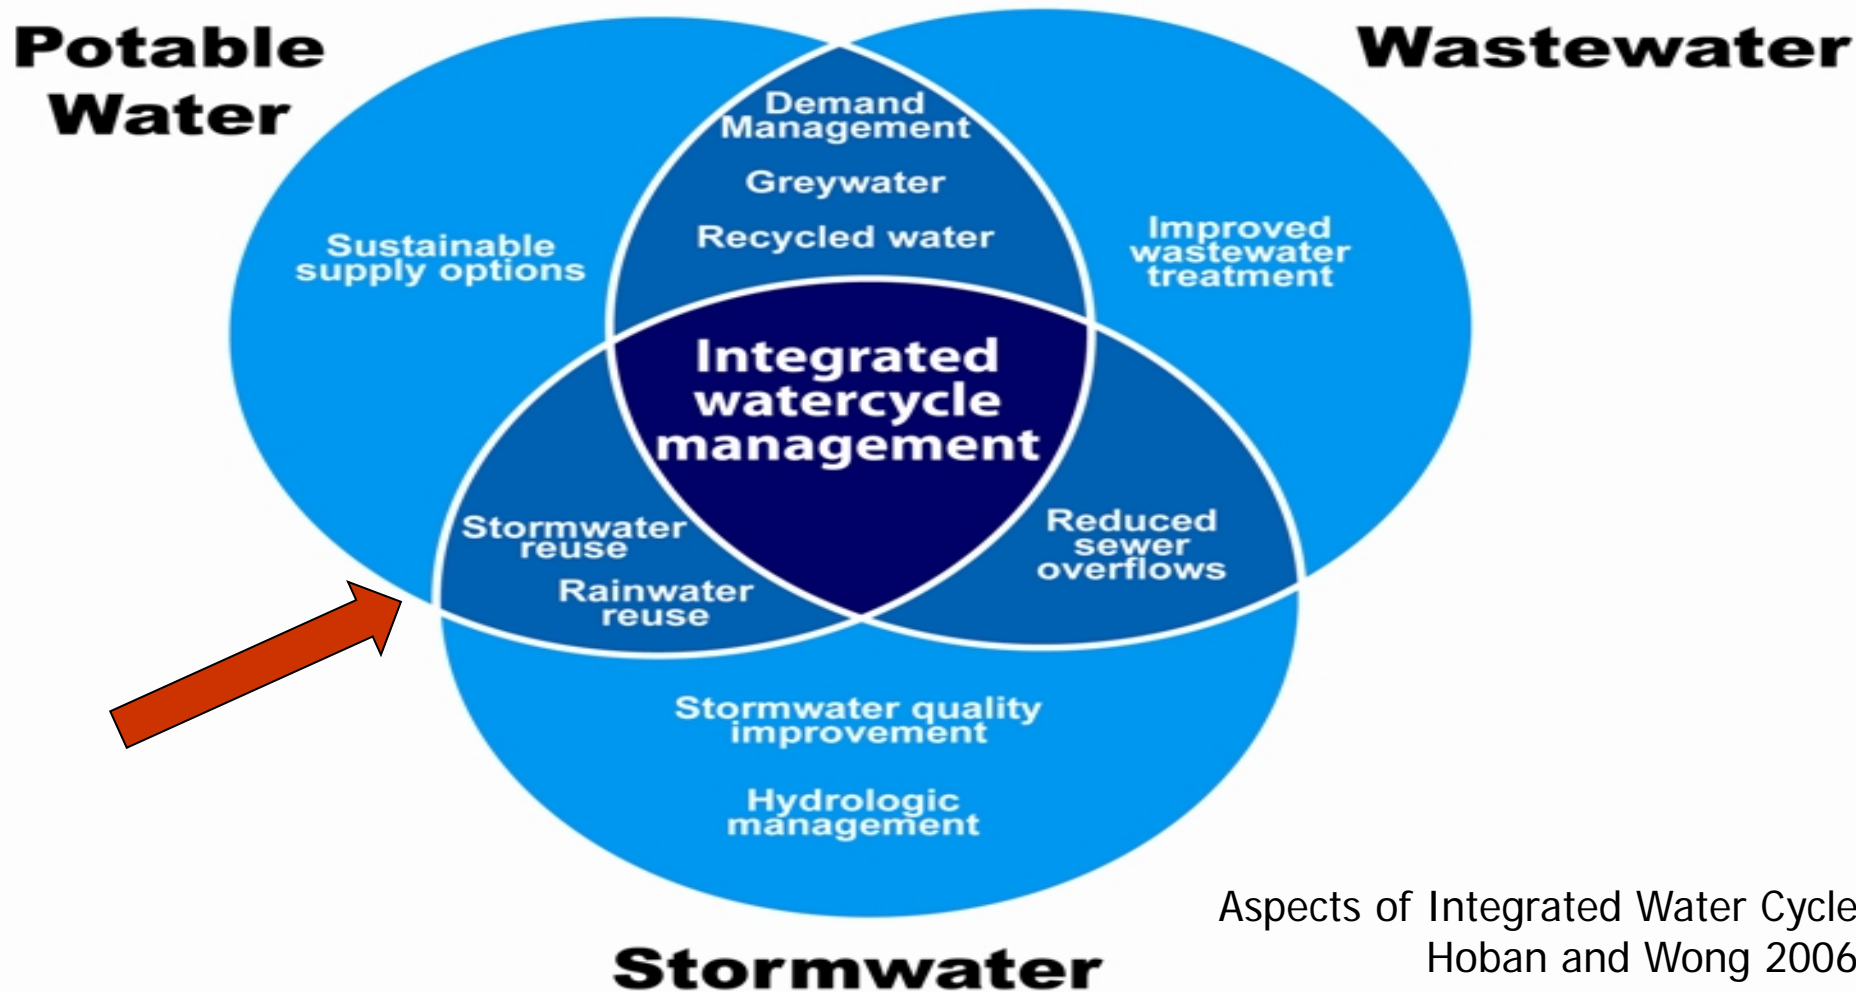 Potable
Water
Wastewater
Demand
Management
Greywater
Recycled water
Sustainable
supply options
Improved
wastewater
treatment
Integrated
watercycle
management
Stormwater
reuse
Rainwater
reuse
Reduced
sewer
overflows
Stormwater quality
improvement
Hydrologic
management
Stormwater
Aspects of Integrated Water Cycle
Hoban and Wong 2006